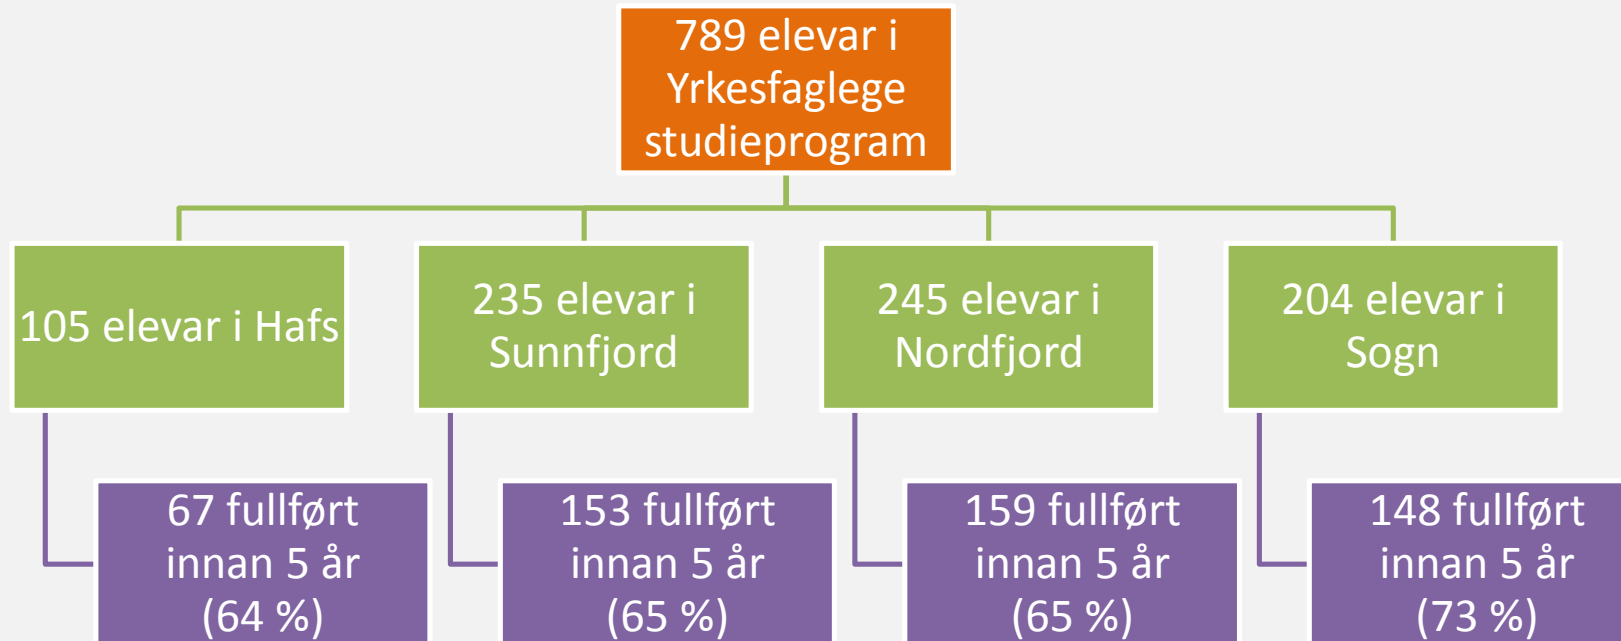 789 elevar i
Yrkesfaglege
studieprogram
105 elevar i Hafs
235 elevar i
Sunnfjord
245 elevar i
Nordfjord
204 elevar i
Sogn
67 fullført
innan 5 år
(64 %)
153 fullført
innan 5 år
(65 %)
159 fullført
innan 5 år
(65 %)
148 fullført
innan 5 år
(73 %)